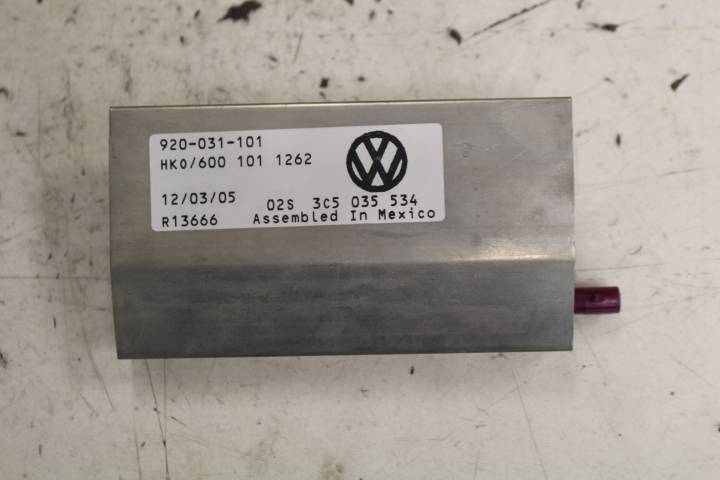 920-031-101
HK0/600 101 1262
12/03/05
02S 3C5 035 534
R13666
Assembled In Mexico